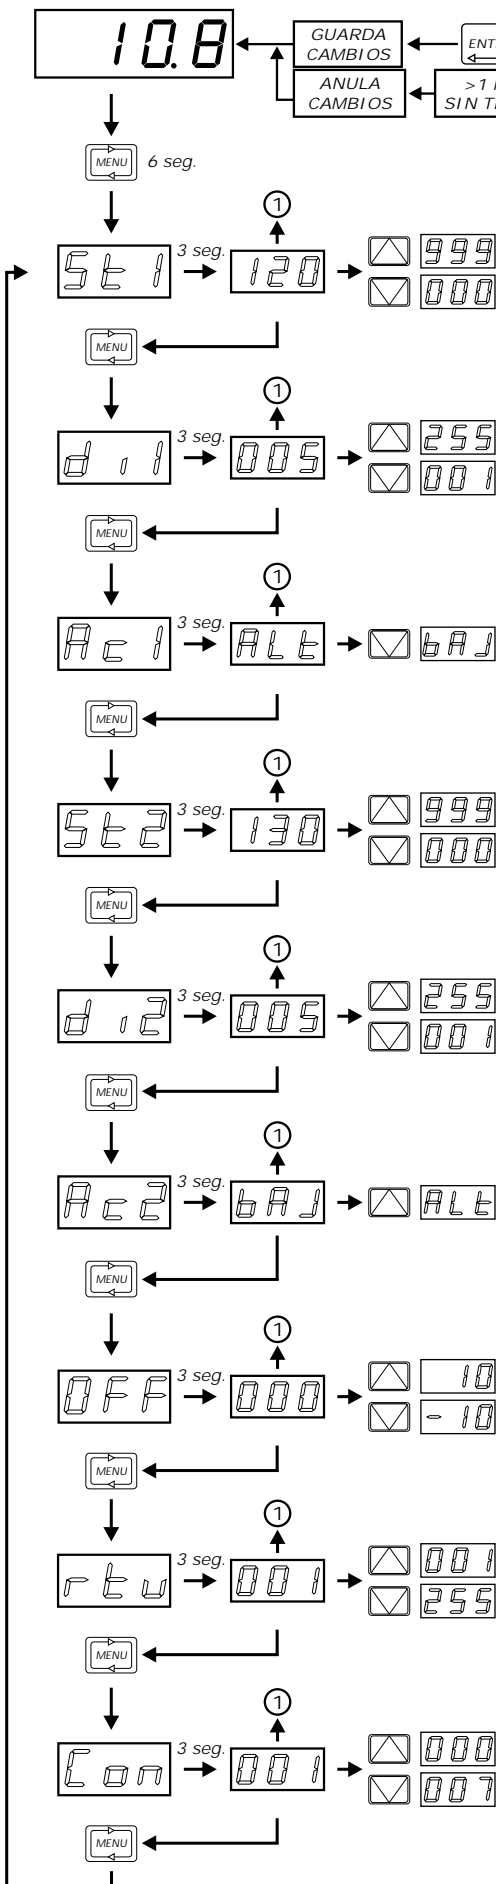 10.8
GUARDA
CAMBIOS
ANULA
CAMBIOS
>1
SIN
MENU 6 seg.
1
St1 3 seg. 120 999
000
MENU
1
di1 3 seg. 005 255
001
MENU
1
Ac1 3 seg. ALt bAJ
MENU
1
St2 3 seg. 130 999
000
MENU
1
di2 3 seg. 005 255
001
MENU
1
Ac2 3 seg. bAJ ALt
MENU
1
OFF 3 seg. 000 10
-10
MENU
1
rtu 3 seg. 001 001
255
MENU
1
Con 3 seg. 001 000
007
MENU